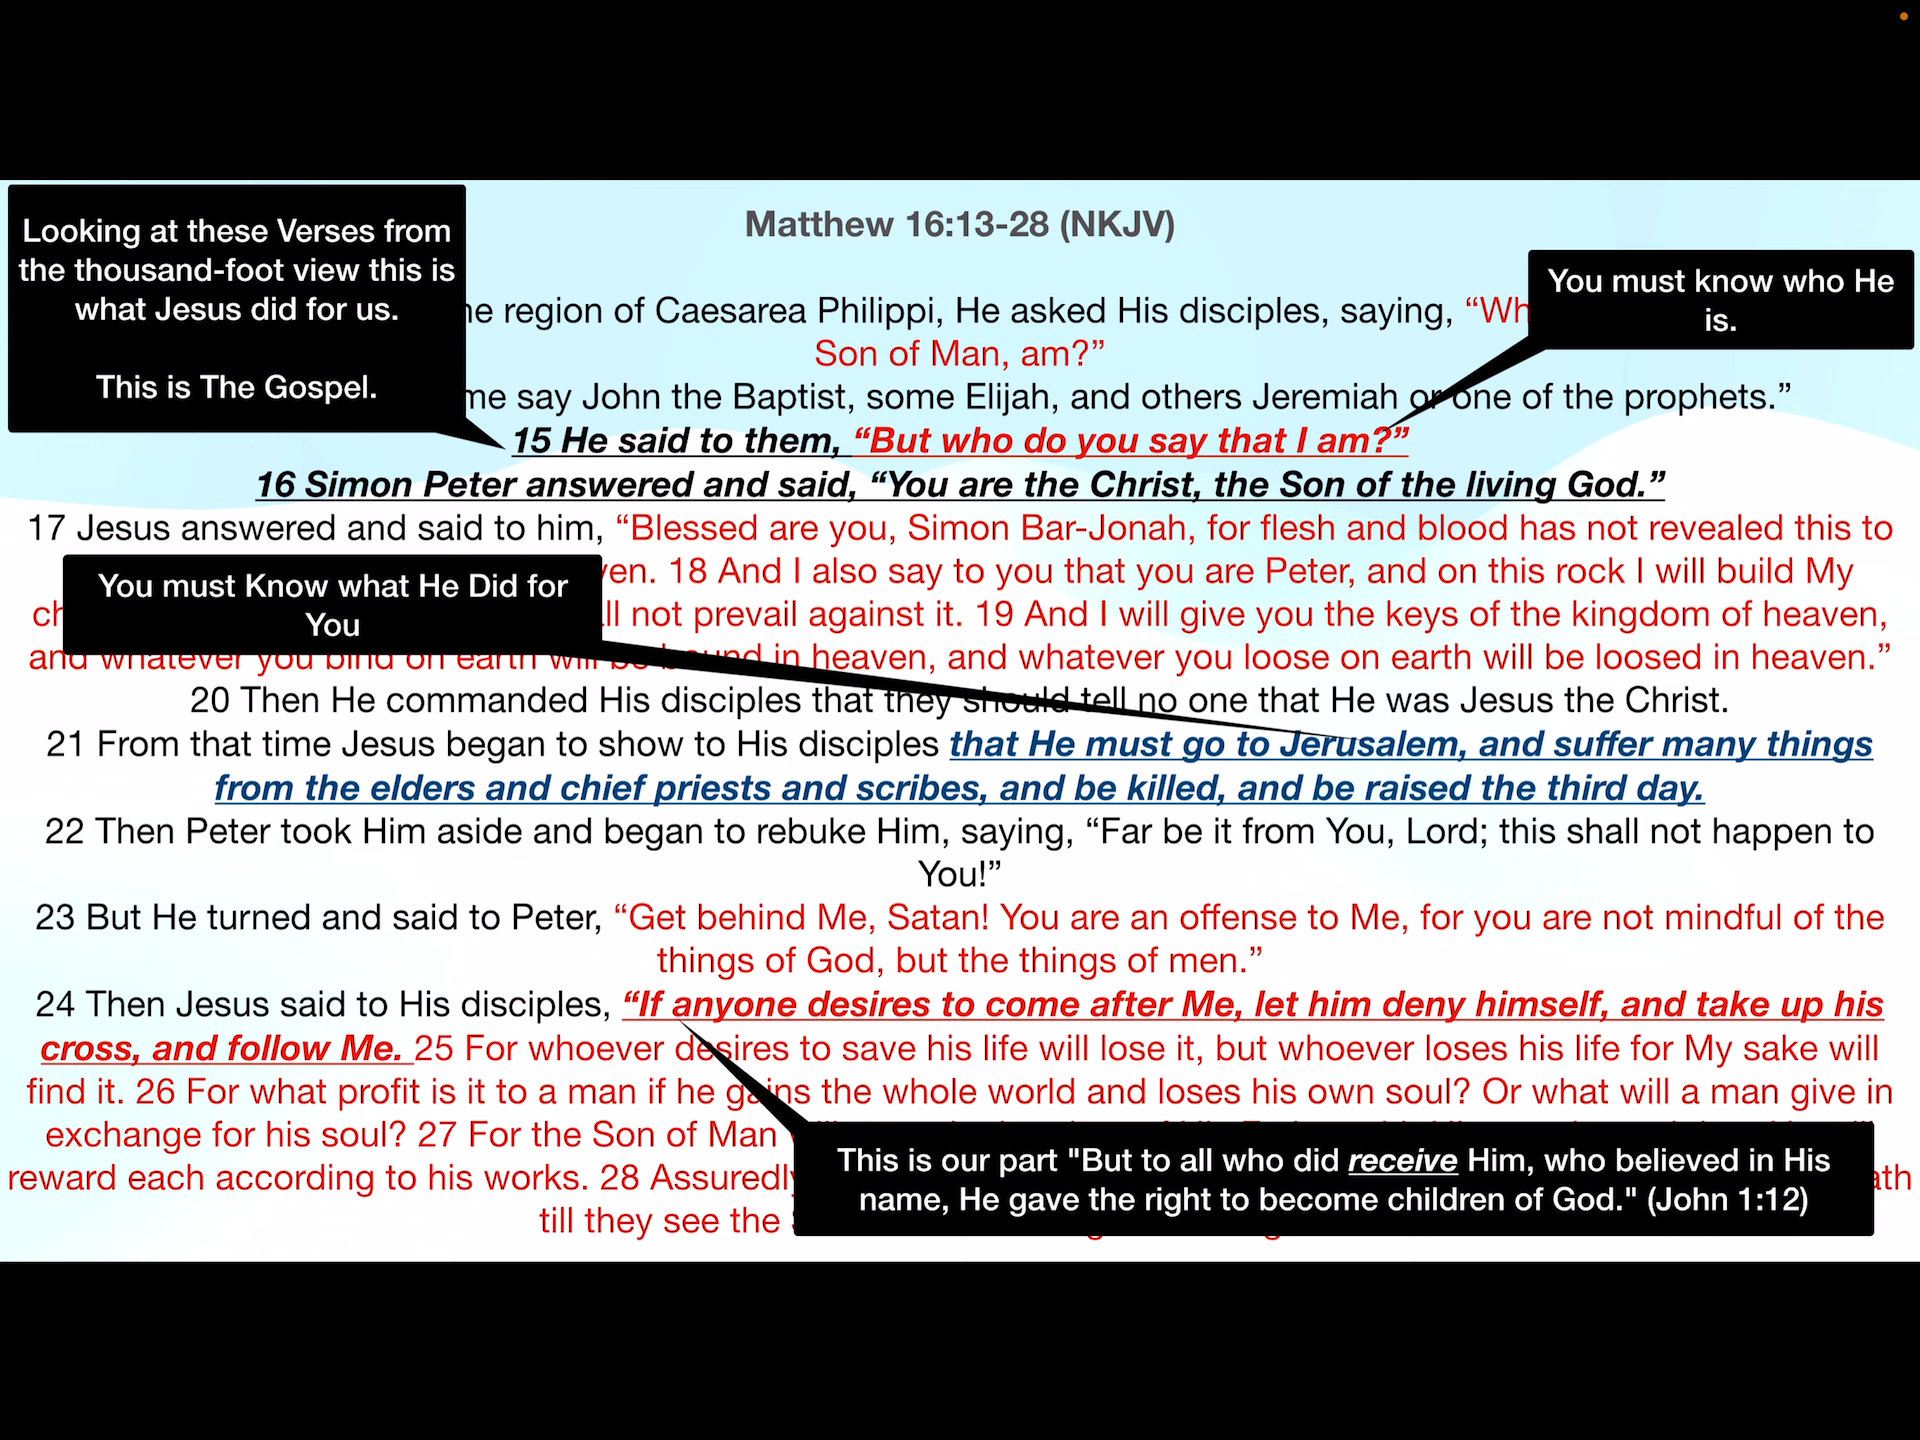 Looking at these Verses from
the thousand-foot view this is
what Jesus did for us.
This is The Gospel.
Matthew 16:13-28 (NKJV)
You must know who He
is.
region of Caesarea Philippi, He asked His disciples, saying,
Son of Man, am?”
say John the Baptist, some Elijah, and others Jeremiah or one of the prophets.”
15 He said to them, “But who do you say that I am?”
16 Simon Peter answered and said, “You are the Christ, the Son of the living God.”
17 Jesus answered and said to him, “Blessed are you, Simon Bar-Jonah, for flesh and blood has not revealed this to
You must Know what He Did for
You
18 And I also say to you that you are Peter, and on this rock I will build My
not prevail against it. 19 And I will give you the keys of the kingdom of heaven,
and whatever you bind on earth will be bound in heaven, and whatever you loose on earth will be loosed in heaven.”
20 Then He commanded His disciples that they should tell no one that He was Jesus the Christ.
21 From that time Jesus began to show to His disciples that He must go to Jerusalem, and suffer many things
from the elders and chief priests and scribes, and be killed, and be raised the third day.
22 Then Peter took Him aside and began to rebuke Him, saying, “Far be it from You, Lord; this shall not happen to
You!”
23 But He turned and said to Peter, “Get behind Me, Satan! You are an offense to Me, for you are not mindful of the
things of God, but the things of men.”
24 Then Jesus said to His disciples, “If anyone desires to come after Me, let him deny himself, and take up his
cross, and follow Me. 25 For whoever desires to save his life will lose it, but whoever loses his life for My sake will
find it. 26 For what profit is it to a man if he gains the whole world and loses his own soul? Or what will a man give in
exchange for his soul? 27 For the Son of Man
reward each according to his works. 28 Assuredly
till they see the
This is our part "But to all who did receive Him, who believed in His
name, He gave the right to become children of God." (John 1:12)